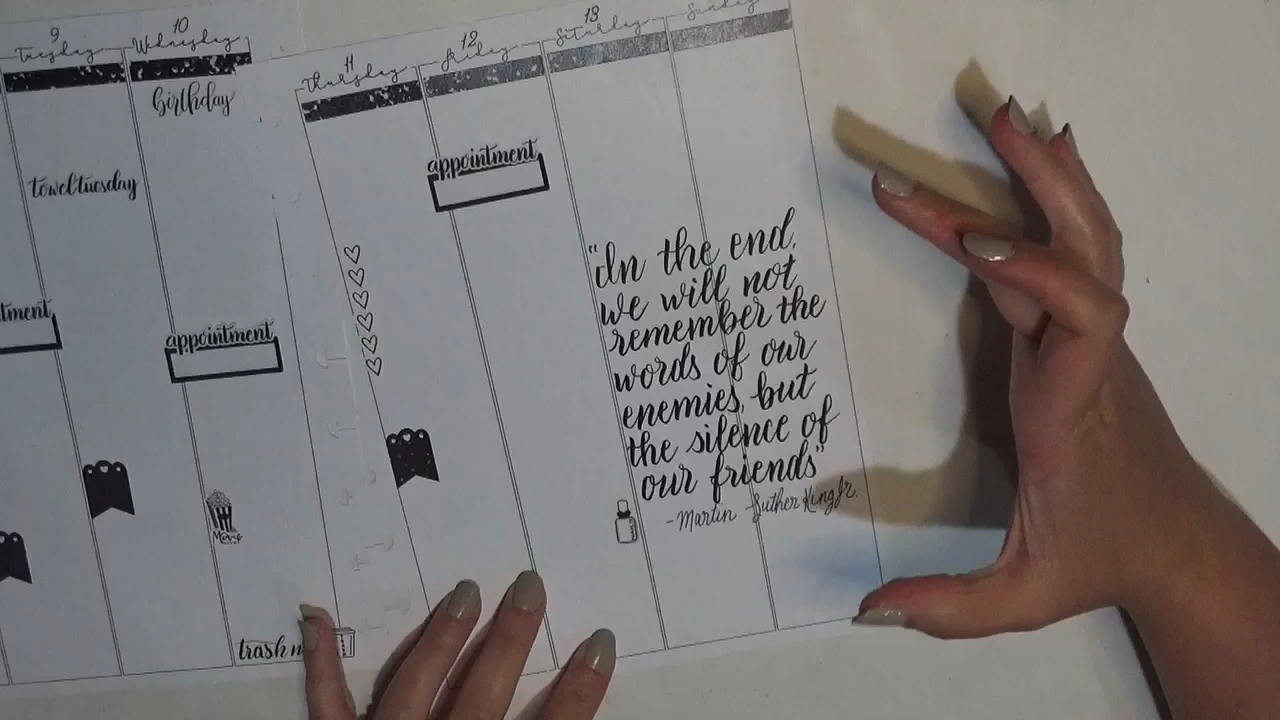 9
Tuesday
10
Wednesday
birthday
towel tuesday
appointment
Movie
11
Thursday
12
friday
appointment
13
Saturday
Sunday
"In the end,
we will not
remember the
words of our
enemies, but
the silence of
our friends"
-Martin Luther King Jr.
trash